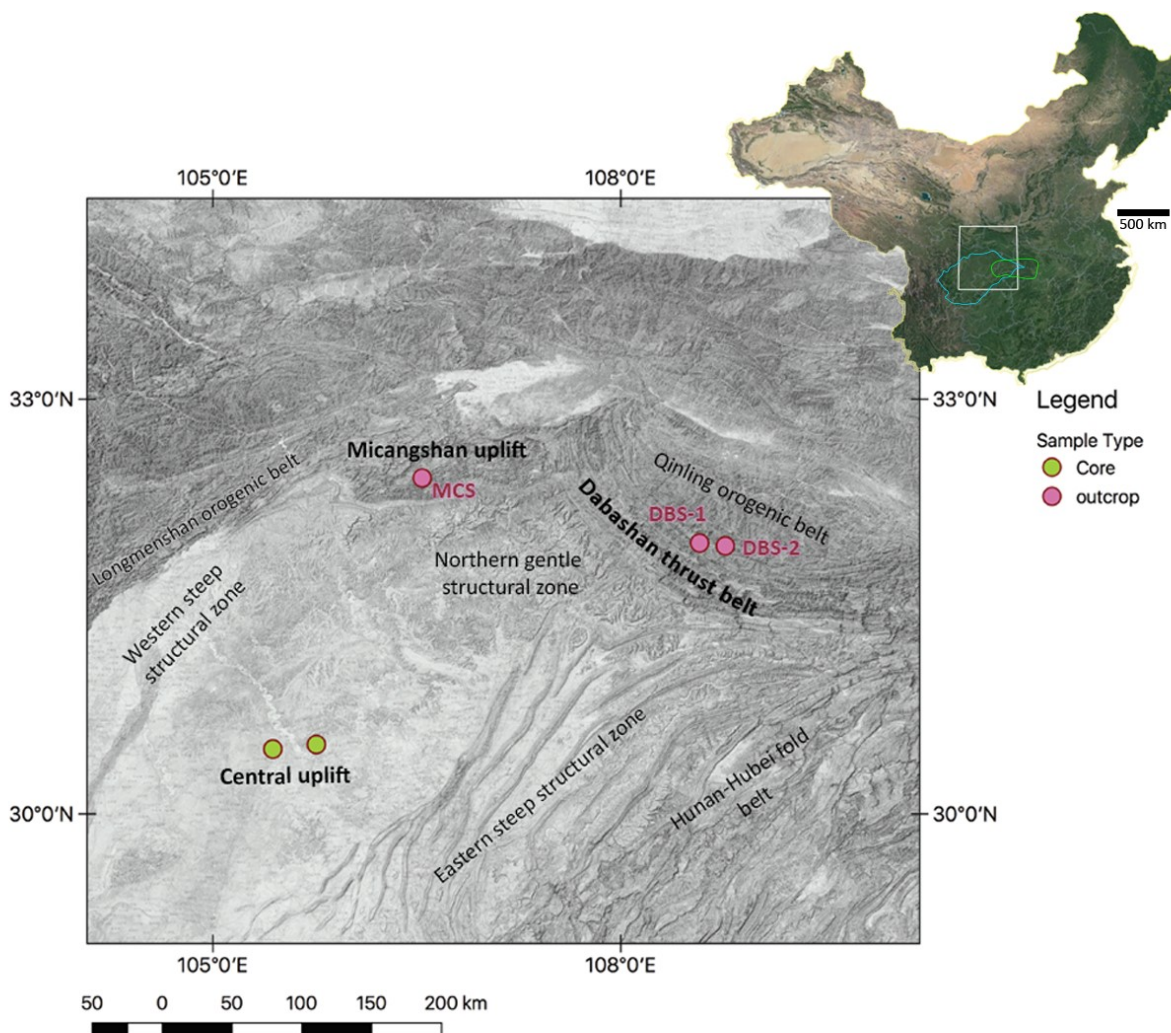 500 km
105°0′E
108°0′E
33°0′N
33°0′N
Legend
Sample Type
Core
outcrop
Micangshan uplift
MCS
Longmenshan orogenic belt
Qinling orogenic belt
DBS-1
DBS-2
Dabashan thrust belt
Northern gentle
structural zone
Western steep
structural zone
Central uplift
Eastern steep structural zone
Hunan-Hubei fold
belt
30°0′N
30°0′N
105°0′E
108°0′E
50 0 50 100 150 200 km